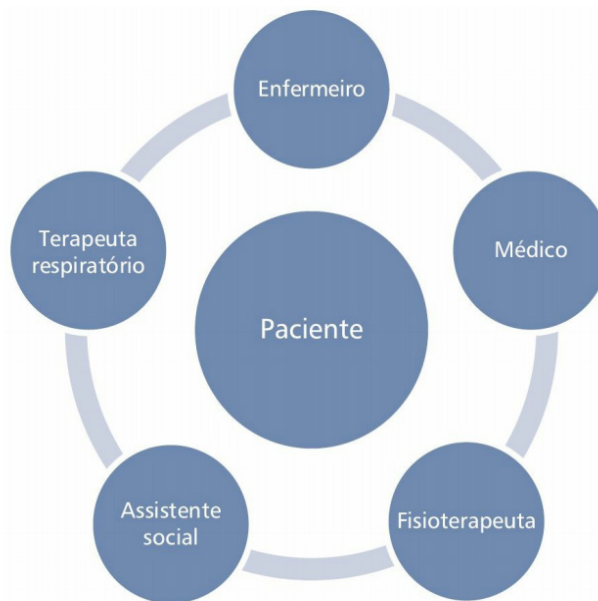 Enfermeiro
Terapeuta
respiratório
Médico
Paciente
Assistente
social
Fisioterapeuta